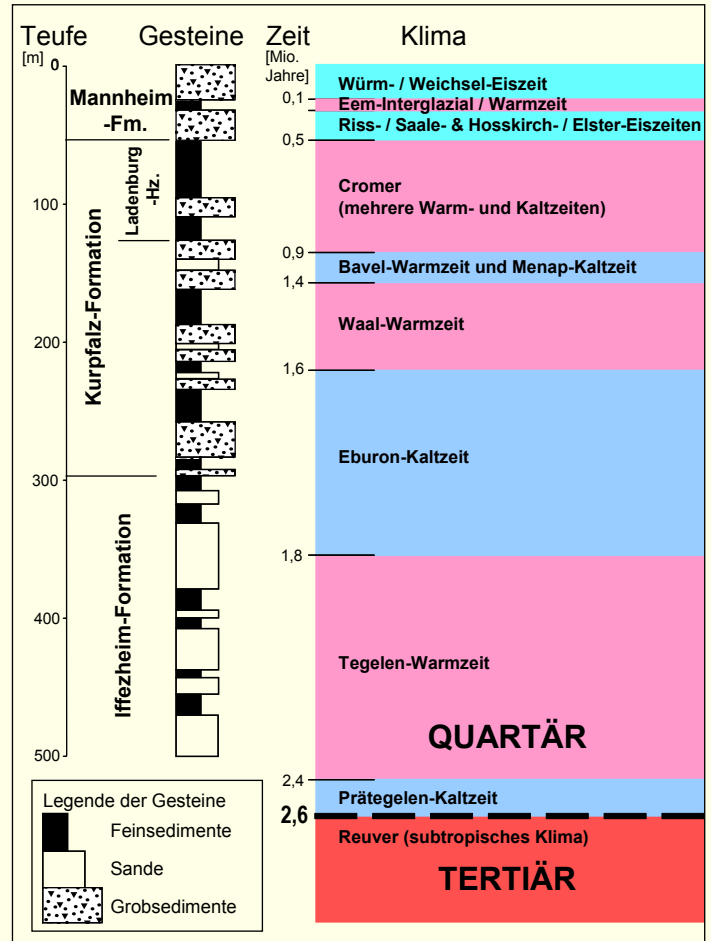 Teufe
[m]
Gesteine
Zeit
[Mio.
Jahre]
Klima
0
100
200
300
400
500
Mannheim
-Fm.
Ladenburg
-Hz.
Kurpfalz-Formation
Iffezheim-Formation
0,1
0,5
0,9
1,4
1,6
1,8
2,4
2,6
Würm- / Weichsel-Eiszeit
Eem-Interglazial / Warmzeit
Riss- / Saale- & Hosskirch- / Elster-Eiszeiten
Cromer
(mehrere Warm- und Kaltzeiten)
Bavel-Warmzeit und Menap-Kaltzeit
Waal-Warmzeit
Eburon-Kaltzeit
Tegelen-Warmzeit
QUARTÄR
Prätegelen-Kaltzeit
Reuver (subtropisches Klima)
TERTIÄR
Legende der Gesteine
Feinsedimente
Sande
Grobsedimente